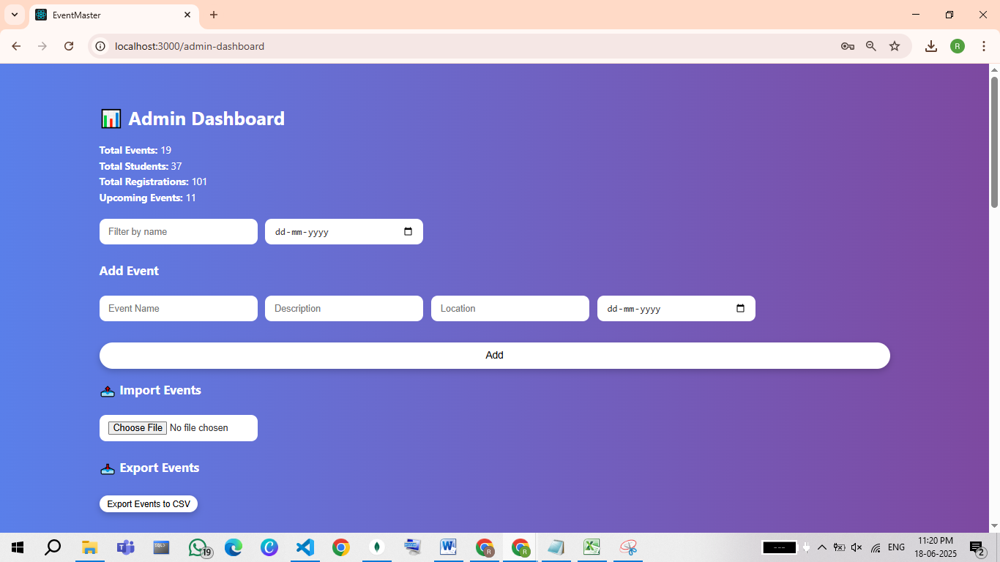 EventMaster
localhost:3000/admin-dashboard
R
Admin Dashboard
Total Events: 19
Total Students: 37
Total Registrations: 101
Upcoming Events: 11
Filter by name dd-mm-yyyy
Add Event
Event Name Description Location dd-mm-yyyy
Add
Import Events
Choose File No file chosen
Export Events
Export Events to CSV
19 R R ENG 11:20 PM
18-06-2025 2